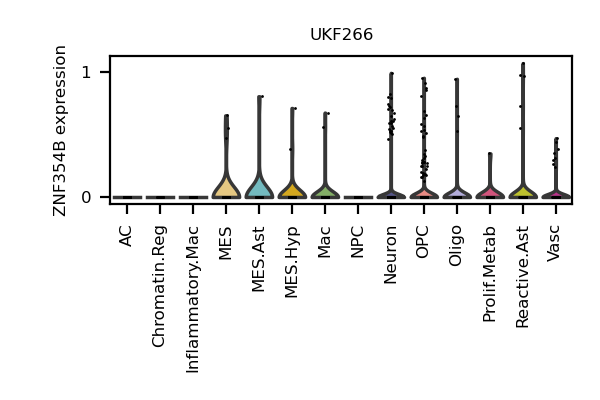 UKF266
ZNF354B expression
1
0
AC
Chromatin.Reg
Inflammatory.Mac
MES
MES.Ast
MES.Hyp
Mac
NPC
Neuron
OPC
Oligo
Prolif.Metab
Reactive.Ast
Vasc